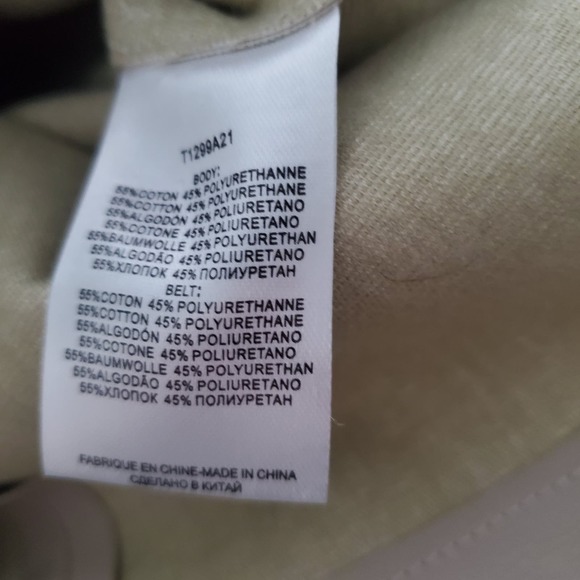 T1299A21
BODY:
55%COTON 45% POLYURETHANNE
55%COTTON 45% POLYURETHANE
55%ALGODÓN 45% POLIURETANO
55%COTONE 45% POLIURETANO
55%BAUMWOLLE 45% POLYURETHAN
55%ALGODÃO 45% POLIURETANO
55%ХЛОПОК 45% ПОЛИУРЕТАН
BELT:
55%COTON 45% POLYURETHANNE
55%COTTON 45% POLYURETHANE
55%ALGODÓN 45% POLIURETANO
55%COTONE 45% POLIURETANO
55%BAUMWOLLE 45% POLYURETHAN
55%ALGODÃO 45% POLIURETANO
55%ХЛОПОК 45% ПОЛИУРЕТАН
FABRIQUE EN CHINE-MADE IN CHINA
СДЕЛАНО В КИТАЙ